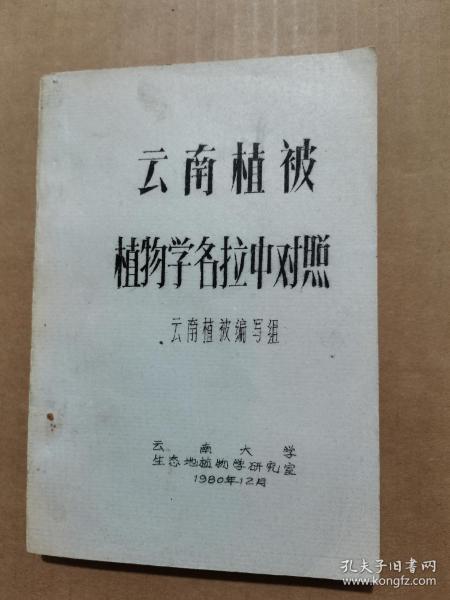 云南植被
植物学名拉中对照
云南植被编写组
云南大学
生态地植物学研究室
1980年12月
孔夫子旧书网
www.kongfz.com